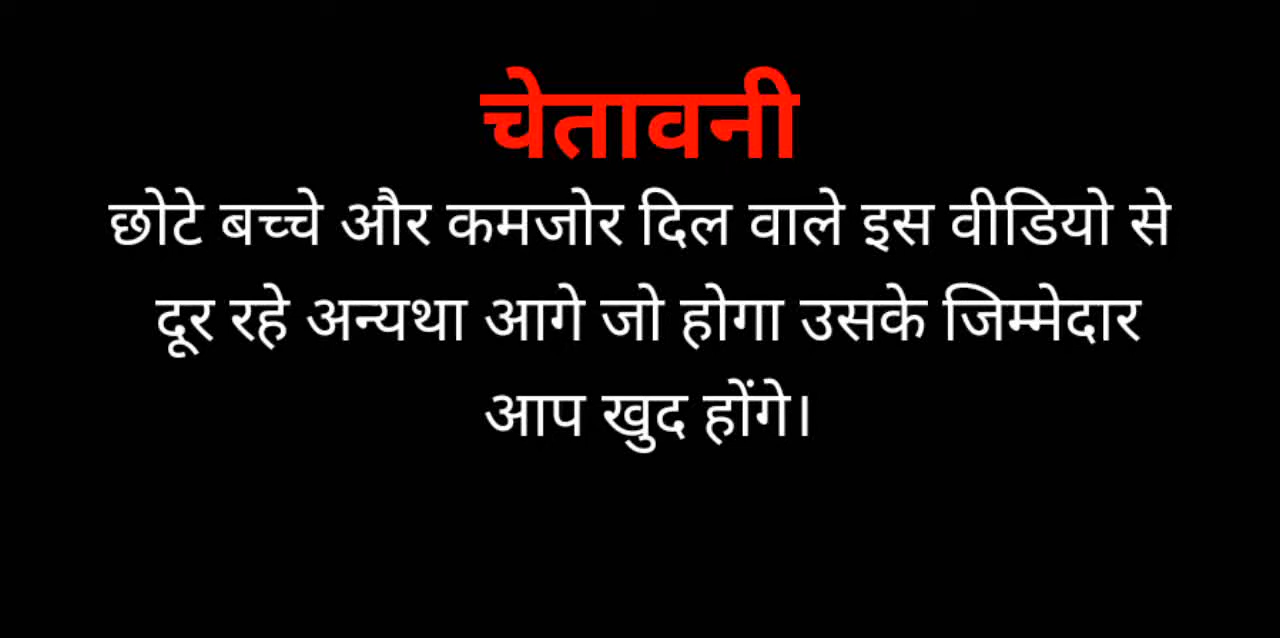 चेतावनी
छोटे बच्चे और कमजोर दिल वाले इस वीडियो से
दूर रहे अन्यथा आगे जो होगा उसके जिम्मेदार
आप खुद होंगे।